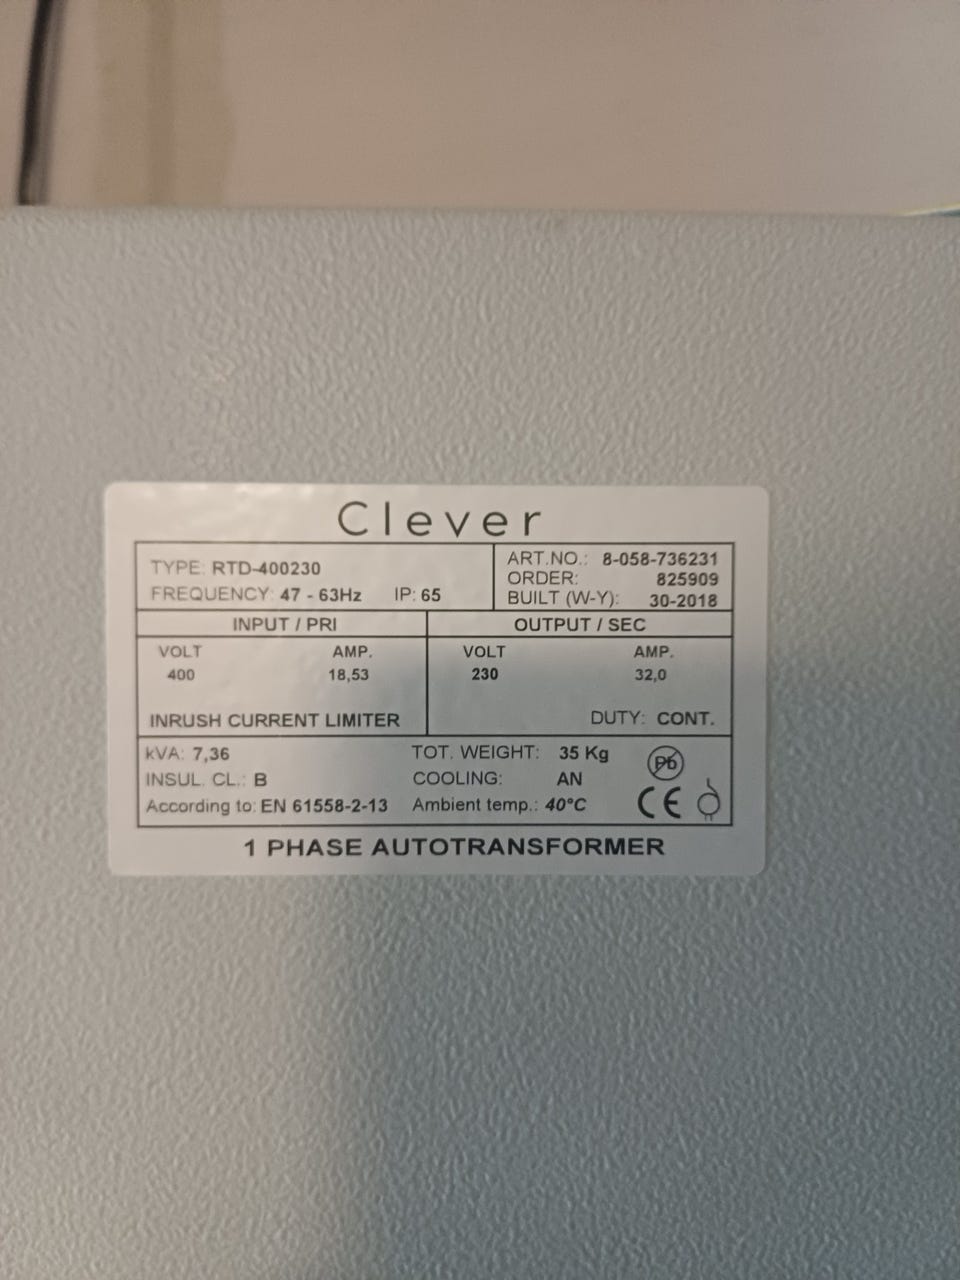 Clever
TYPE: RTD-400230
FREQUENCY: 47 - 63Hz IP: 65
ART.NO.: 8-058-736231
ORDER: 825909
BUILT (W-Y): 30-2018
INPUT / PRI
OUTPUT / SEC
VOLT AMP.
400 18,53
INRUSH CURRENT LIMITER
VOLT AMP.
230 32,0
DUTY: CONT.
kVA: 7,36 TOT. WEIGHT: 35 Kg
INSUL. CL.: B COOLING: AN
According to: EN 61558-2-13 Ambient temp.: 40°C
Pb
CE
1 PHASE AUTOTRANSFORMER